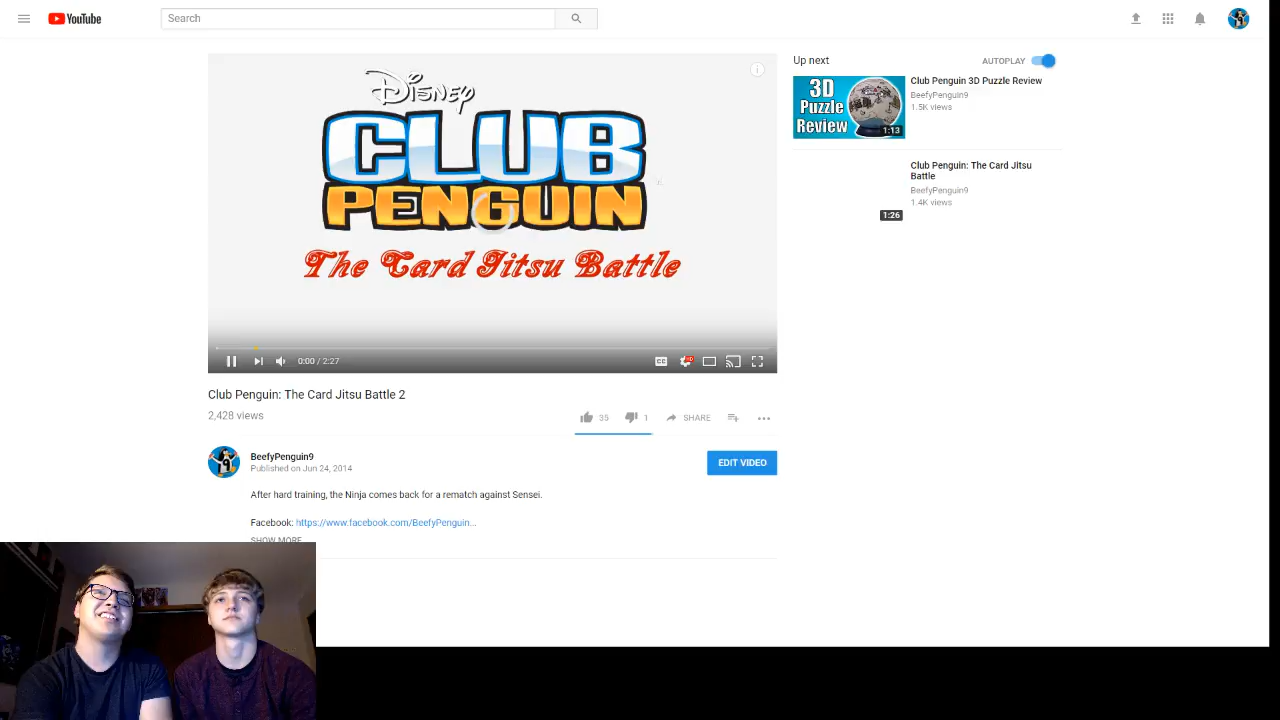 YouTube
Search
Disney
CLUB
PENGUIN
The Card Jitsu Battle
0:00 / 2:27
CC
HD
Club Penguin: The Card Jitsu Battle 2
2,428 views
35
1
SHARE
BeefyPenguin9
Published on Jun 24, 2014
EDIT VIDEO
After hard training, the Ninja comes back for a rematch against Sensei.
Facebook: https://www.facebook.com/BeefyPenguin...
SHOW MORE
Up next
AUTOPLAY
3D
Puzzle
Review
1:13
Club Penguin 3D Puzzle Review
BeefyPenguin9
1.5K views
1:26
Club Penguin: The Card Jitsu
Battle
BeefyPenguin9
1.4K views